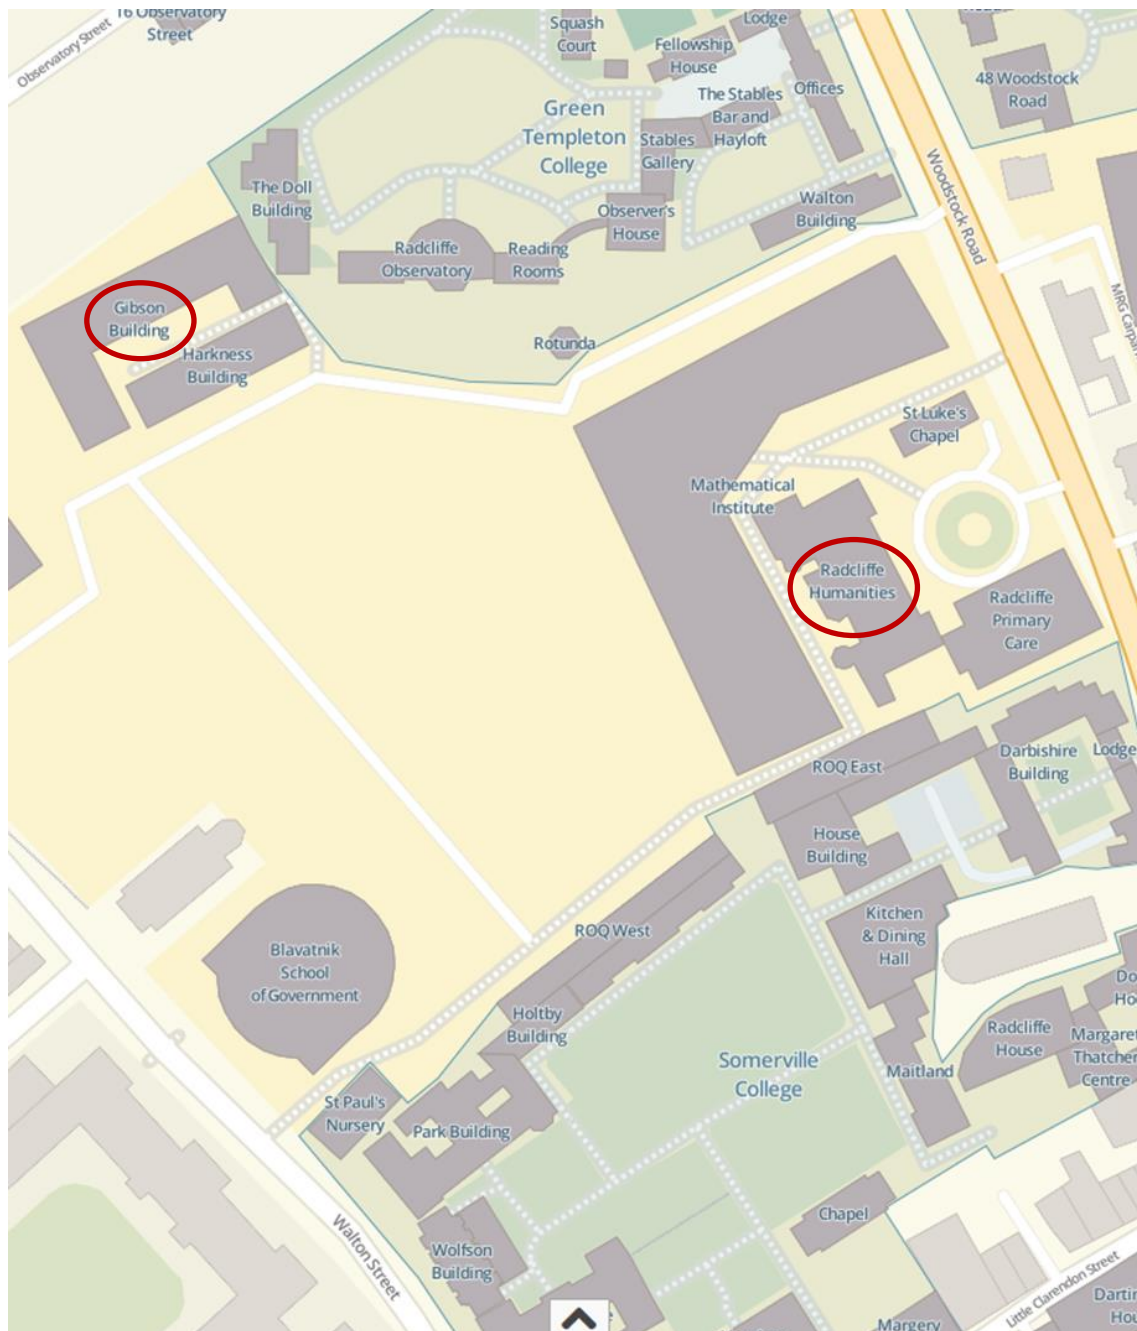 16 Observatory
Street
Observatory Street
Squash
Court
Lodge
Fellowship
House
48 Woodstock
Road
The Stables
Bar and
Hayloft
Offices
Green
Templeton
College
Stables
Gallery
Woodstock Road
The Doll
Building
Walton
Building
Observer's
House
Radcliffe
Observatory
Reading
Rooms
Gibson
Building
Harkness
Building
Rotunda
St Luke's
Chapel
Mathematical
Institute
Radcliffe
Humanities
Radcliffe
Primary
Care
Darbishire
Building
Lodge
ROQ East
House
Building
Kitchen
& Dining
Hall
ROQ West
Blavatnik
School
of Government
Holtby
Building
Radcliffe
House
Margaret
Thatcher
Centre
Maitland
Somerville
College
St Paul's
Nursery
Park Building
Chapel
Walton Street
Wolfson
Building
Little Clarendon Street
Margery